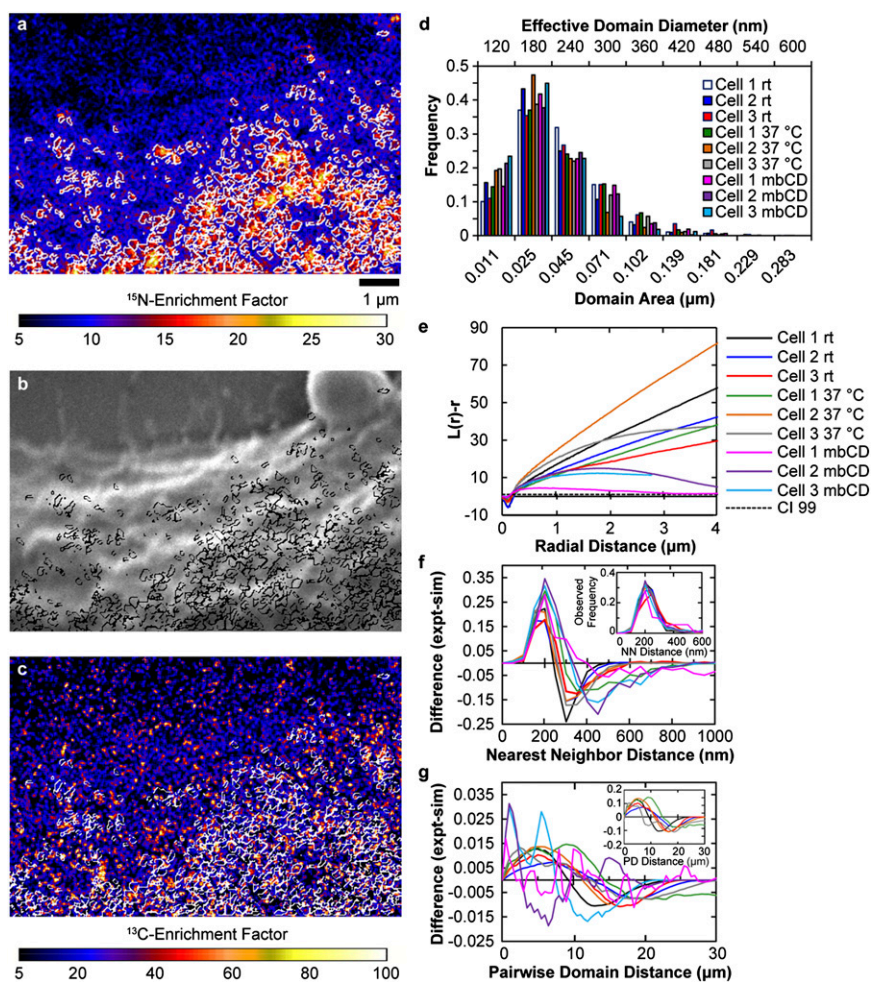 a
1 µm
15N-Enrichment Factor
5 10 15 20 25 30
b
c
13C-Enrichment Factor
5 20 40 60 80 100
d
Effective Domain Diameter (nm)
120 180 240 300 360 420 480 540 600
Frequency
0.5
0.4
0.3
0.2
0.1
0
Cell 1 rt
Cell 2 rt
Cell 3 rt
Cell 1 37 °C
Cell 2 37 °C
Cell 3 37 °C
Cell 1 mbCD
Cell 2 mbCD
Cell 3 mbCD
0.011 0.025 0.045 0.071 0.102 0.139 0.181 0.229 0.283
Domain Area (µm)
e
L(r)-r
90
70
50
30
10
-10
0 1 2 3 4
Radial Distance (µm)
Cell 1 rt
Cell 2 rt
Cell 3 rt
Cell 1 37 °C
Cell 2 37 °C
Cell 3 37 °C
Cell 1 mbCD
Cell 2 mbCD
Cell 3 mbCD
CI 99
f
Difference (expt-sim)
0.35
0.25
0.15
0.05
-0.05
-0.15
-0.25
0 200 400 600 800 1000
Nearest Neighbor Distance (nm)
Observed
Frequency
0.4
0.2
0
0 200 400 600
NN Distance (nm)
g
Difference (expt-sim)
0.035
0.025
0.015
0.005
-0.005
-0.015
-0.025
0 10 20 30
Pairwise Domain Distance (µm)
0.2
0.1
0
-0.1
0 10 20 30
PD Distance (µm)